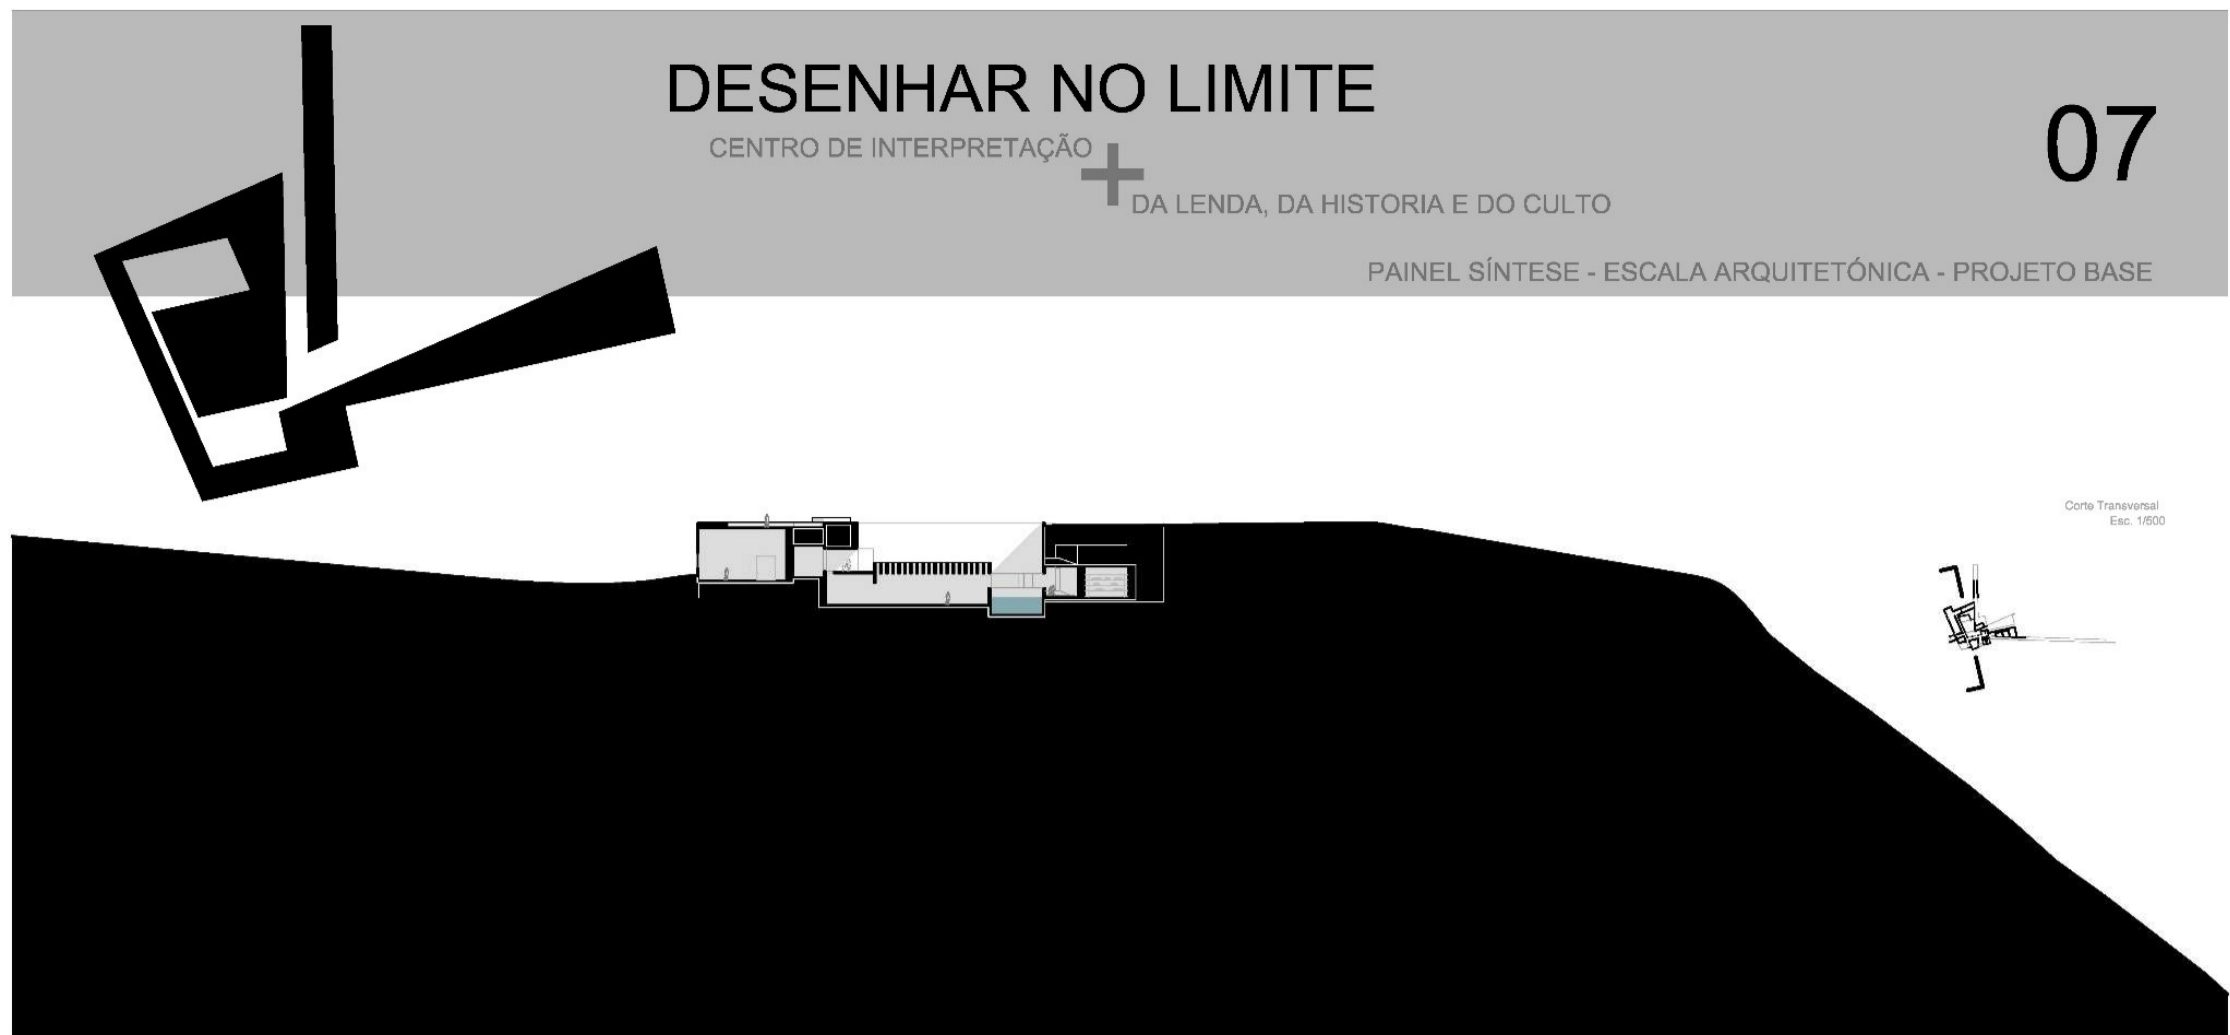 DESENHAR NO LIMITE
07
CENTRO DE INTERPRETAÇÃO
+
DA LENDA, DA HISTORIA E DO CULTO
PAINEL SÍNTESE - ESCALA ARQUITETÓNICA - PROJETO BASE
Corte Transversal
Esc. 1/500